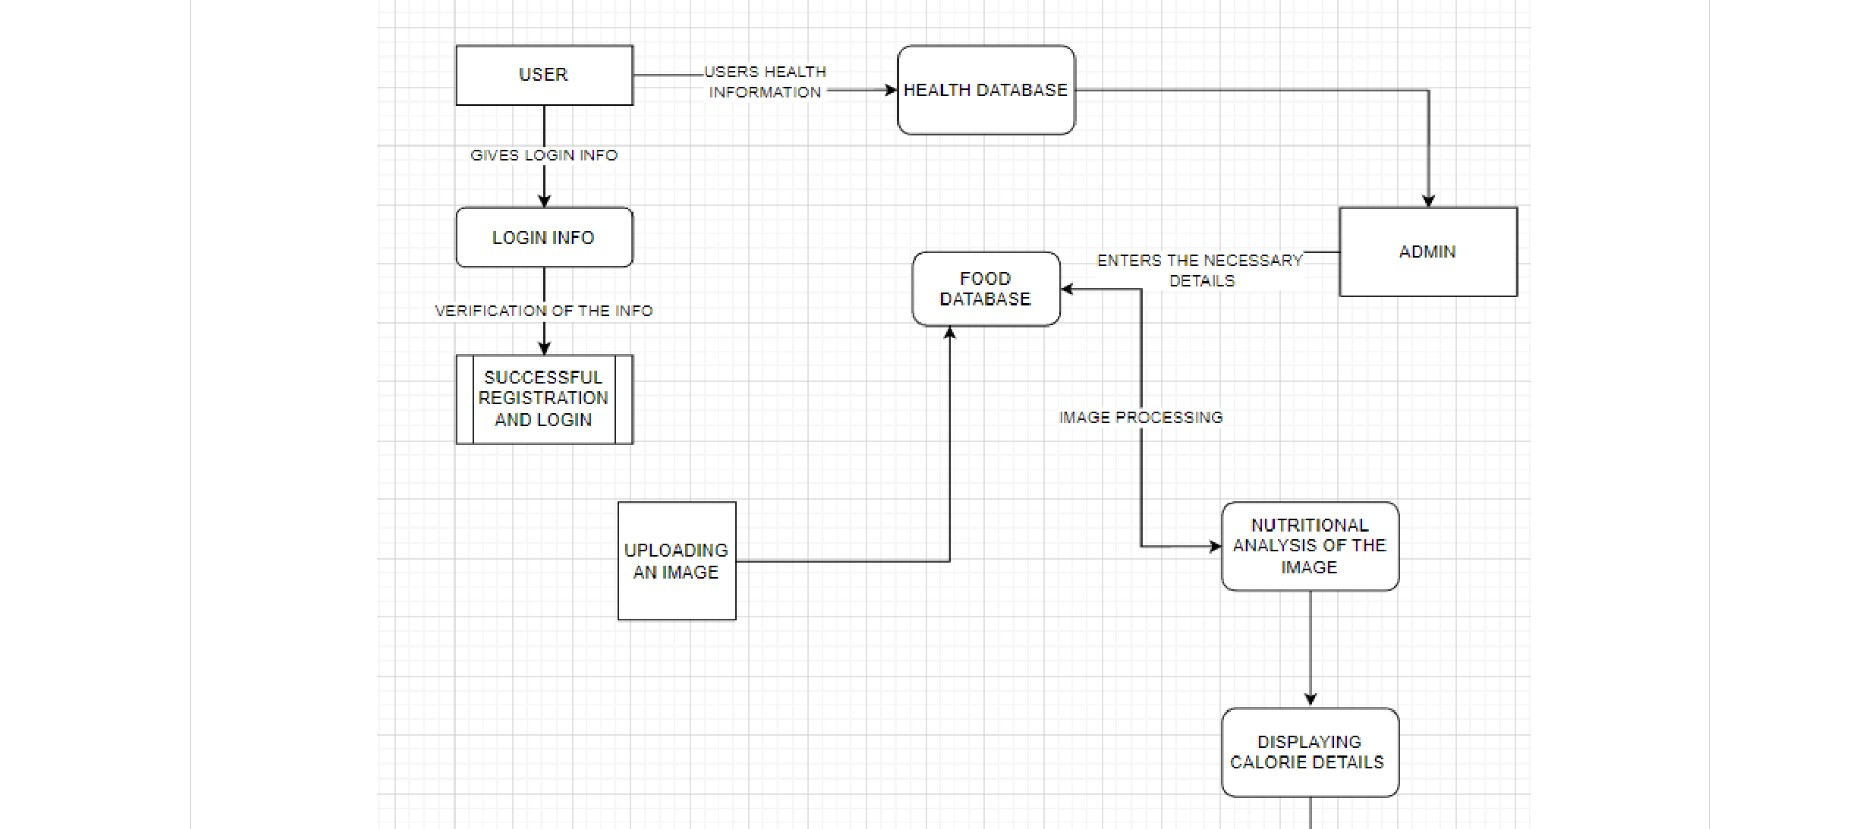 USER
USERS HEALTH
INFORMATION
HEALTH DATABASE
GIVES LOGIN INFO
LOGIN INFO
ADMIN
ENTERS THE NECESSARY
DETAILS
FOOD
DATABASE
VERIFICATION OF THE INFO
SUCCESSFUL
REGISTRATION
AND LOGIN
IMAGE PROCESSING
UPLOADING
AN IMAGE
NUTRITIONAL
ANALYSIS OF THE
IMAGE
DISPLAYING
CALORIE DETAILS